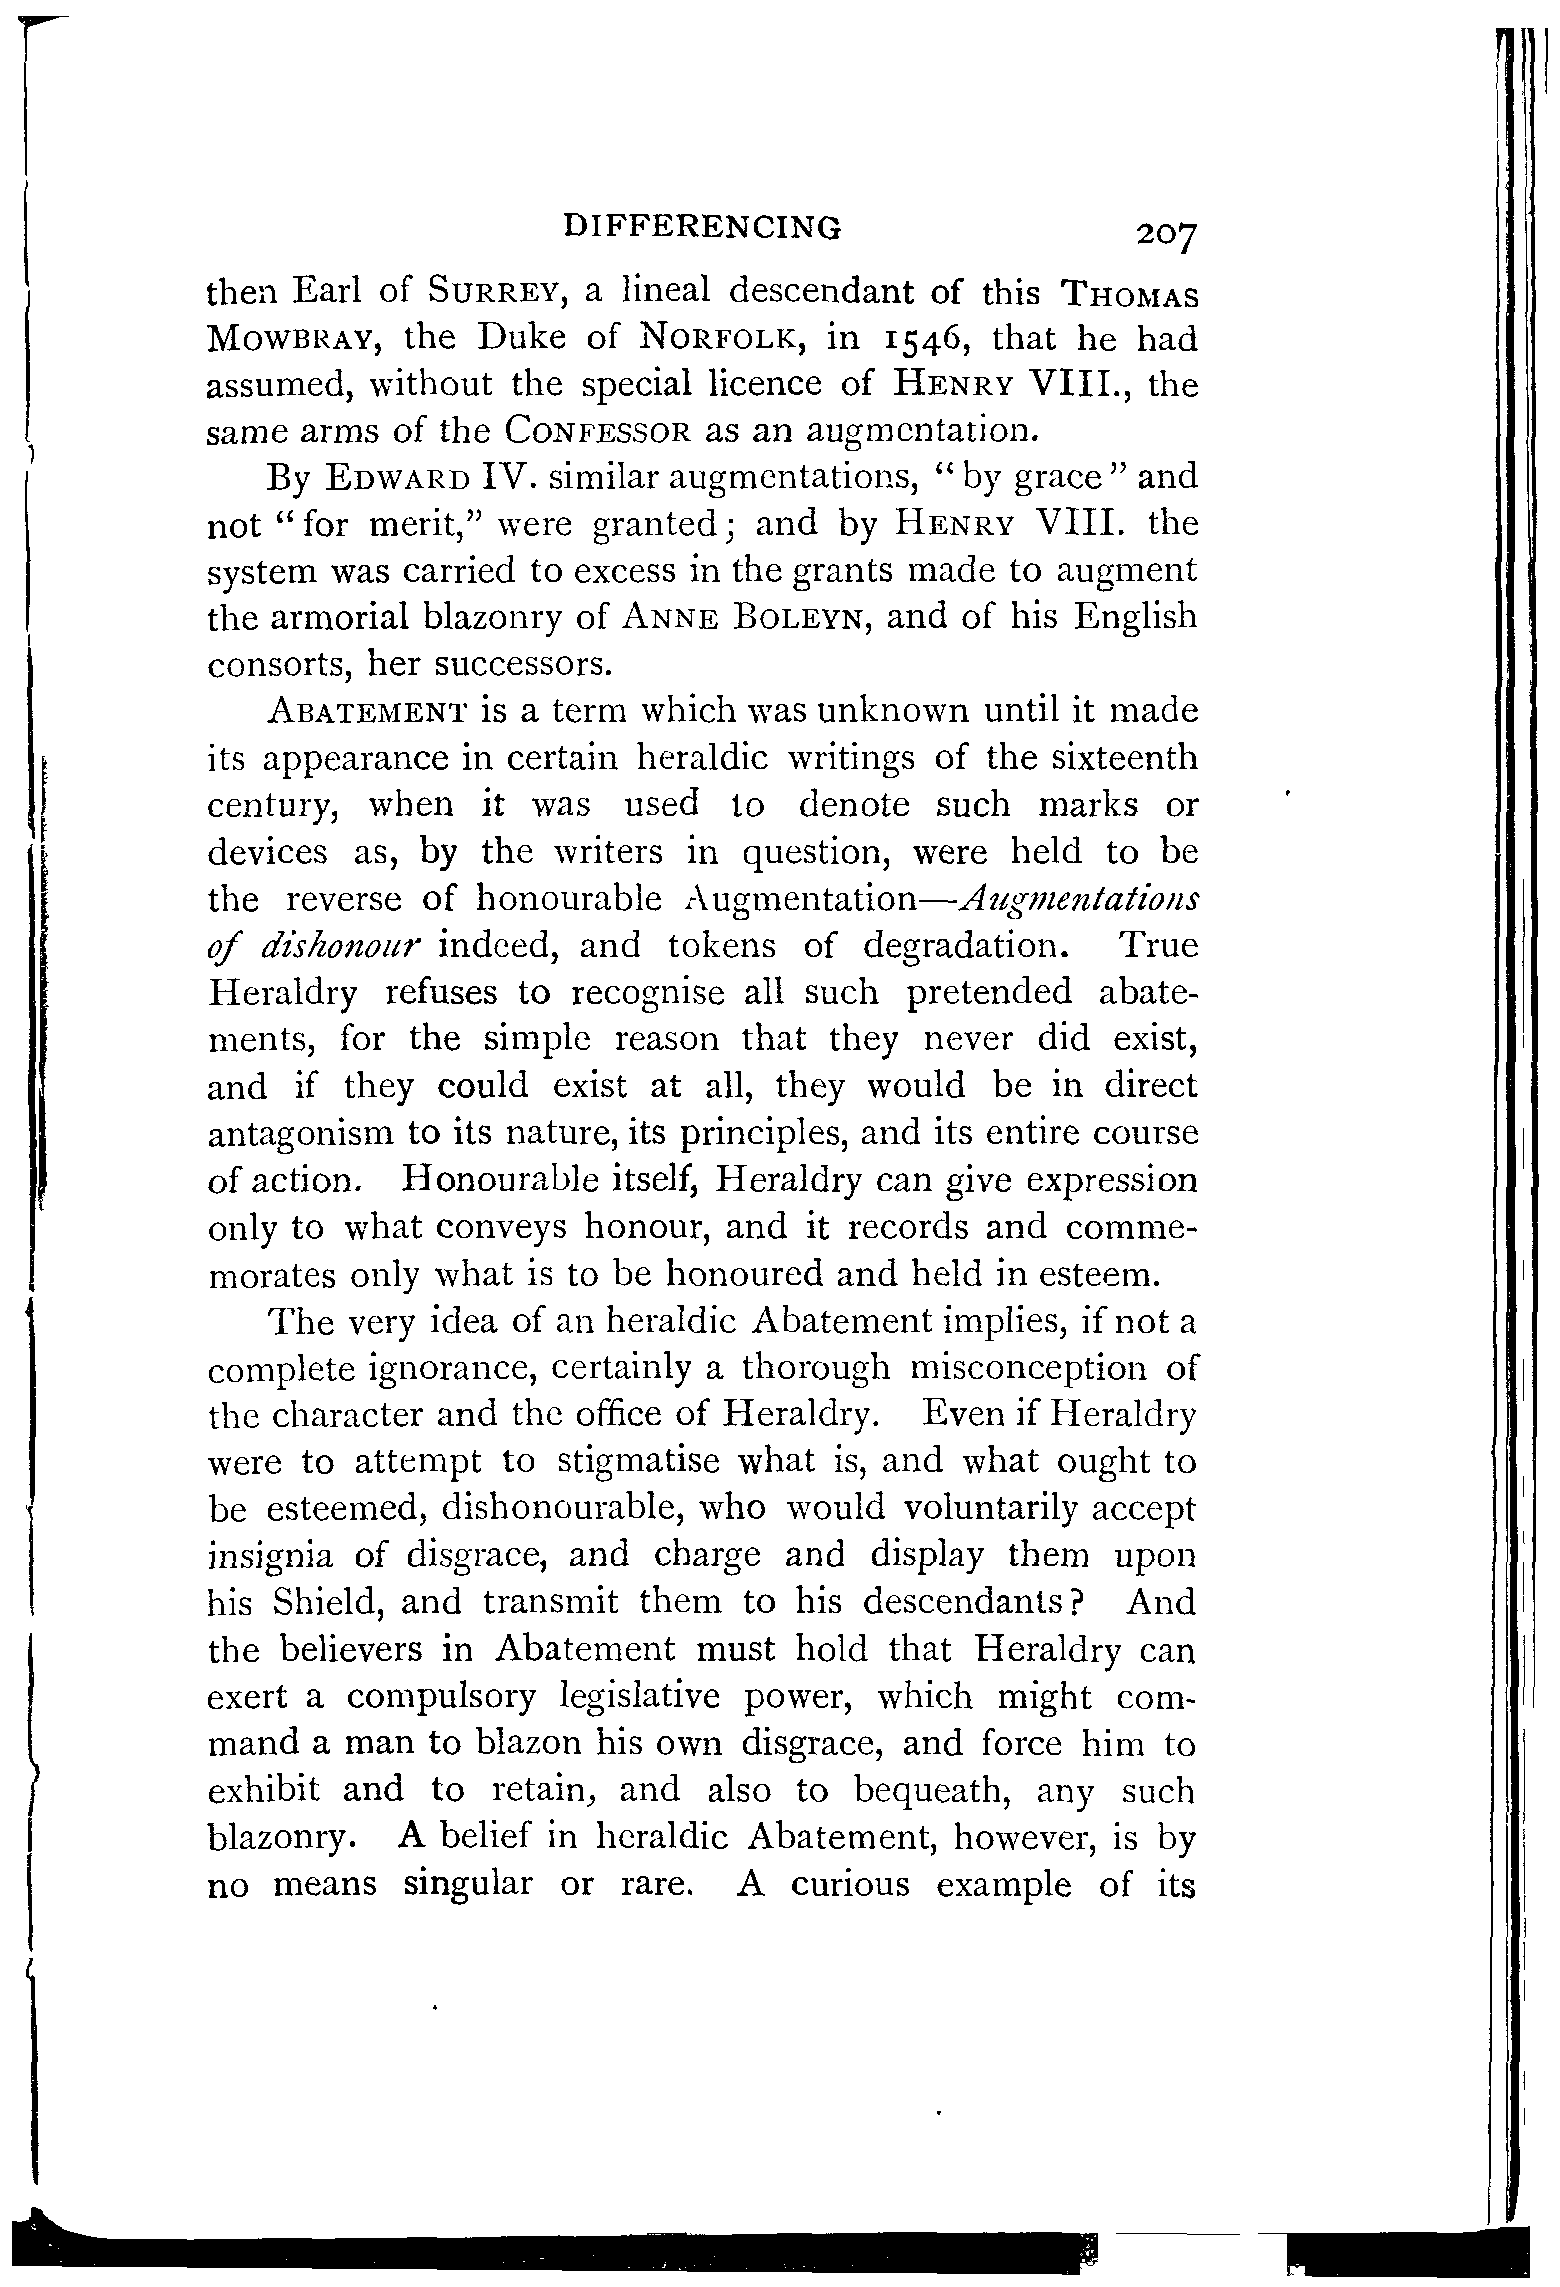 DIFFERENCING 207
then Earl of SURREY, a lineal descendant of this THOMAS
MOWBRAY, the Duke of NORFOLK, in 1546, that he had
assumed, without the special licence of HENRY VIII., the
same arms of the CONFESSOR as an augmentation.
By EDWARD IV. similar augmentations, “by grace” and
not “for merit,” were granted; and by HENRY VIII. the
system was carried to excess in the grants made to augment
the armorial blazonry of ANNE BOLEYN, and of his English
consorts, her successors.
ABATEMENT is a term which was unknown until it made
its appearance in certain heraldic writings of the sixteenth
century, when it was used to denote such marks or
devices as, by the writers in question, were held to be
the reverse of honourable Augmentation—Augmentations
of dishonour indeed, and tokens of degradation. True
Heraldry refuses to recognise all such pretended abate-
ments, for the simple reason that they never did exist,
and if they could exist at all, they would be in direct
antagonism to its nature, its principles, and its entire course
of action. Honourable itself, Heraldry can give expression
only to what conveys honour, and it records and comme-
morates only what is to be honoured and held in esteem.
The very idea of an heraldic Abatement implies, if not a
complete ignorance, certainly a thorough misconception of
the character and the office of Heraldry. Even if Heraldry
were to attempt to stigmatise what is, and what ought to
be esteemed, dishonourable, who would voluntarily accept
insignia of disgrace, and charge and display them upon
his Shield, and transmit them to his descendants? And
the believers in Abatement must hold that Heraldry can
exert a compulsory legislative power, which might com-
mand a man to blazon his own disgrace, and force him to
exhibit and to retain, and also to bequeath, any such
blazonry. A belief in heraldic Abatement, however, is by
no means singular or rare. A curious example of its